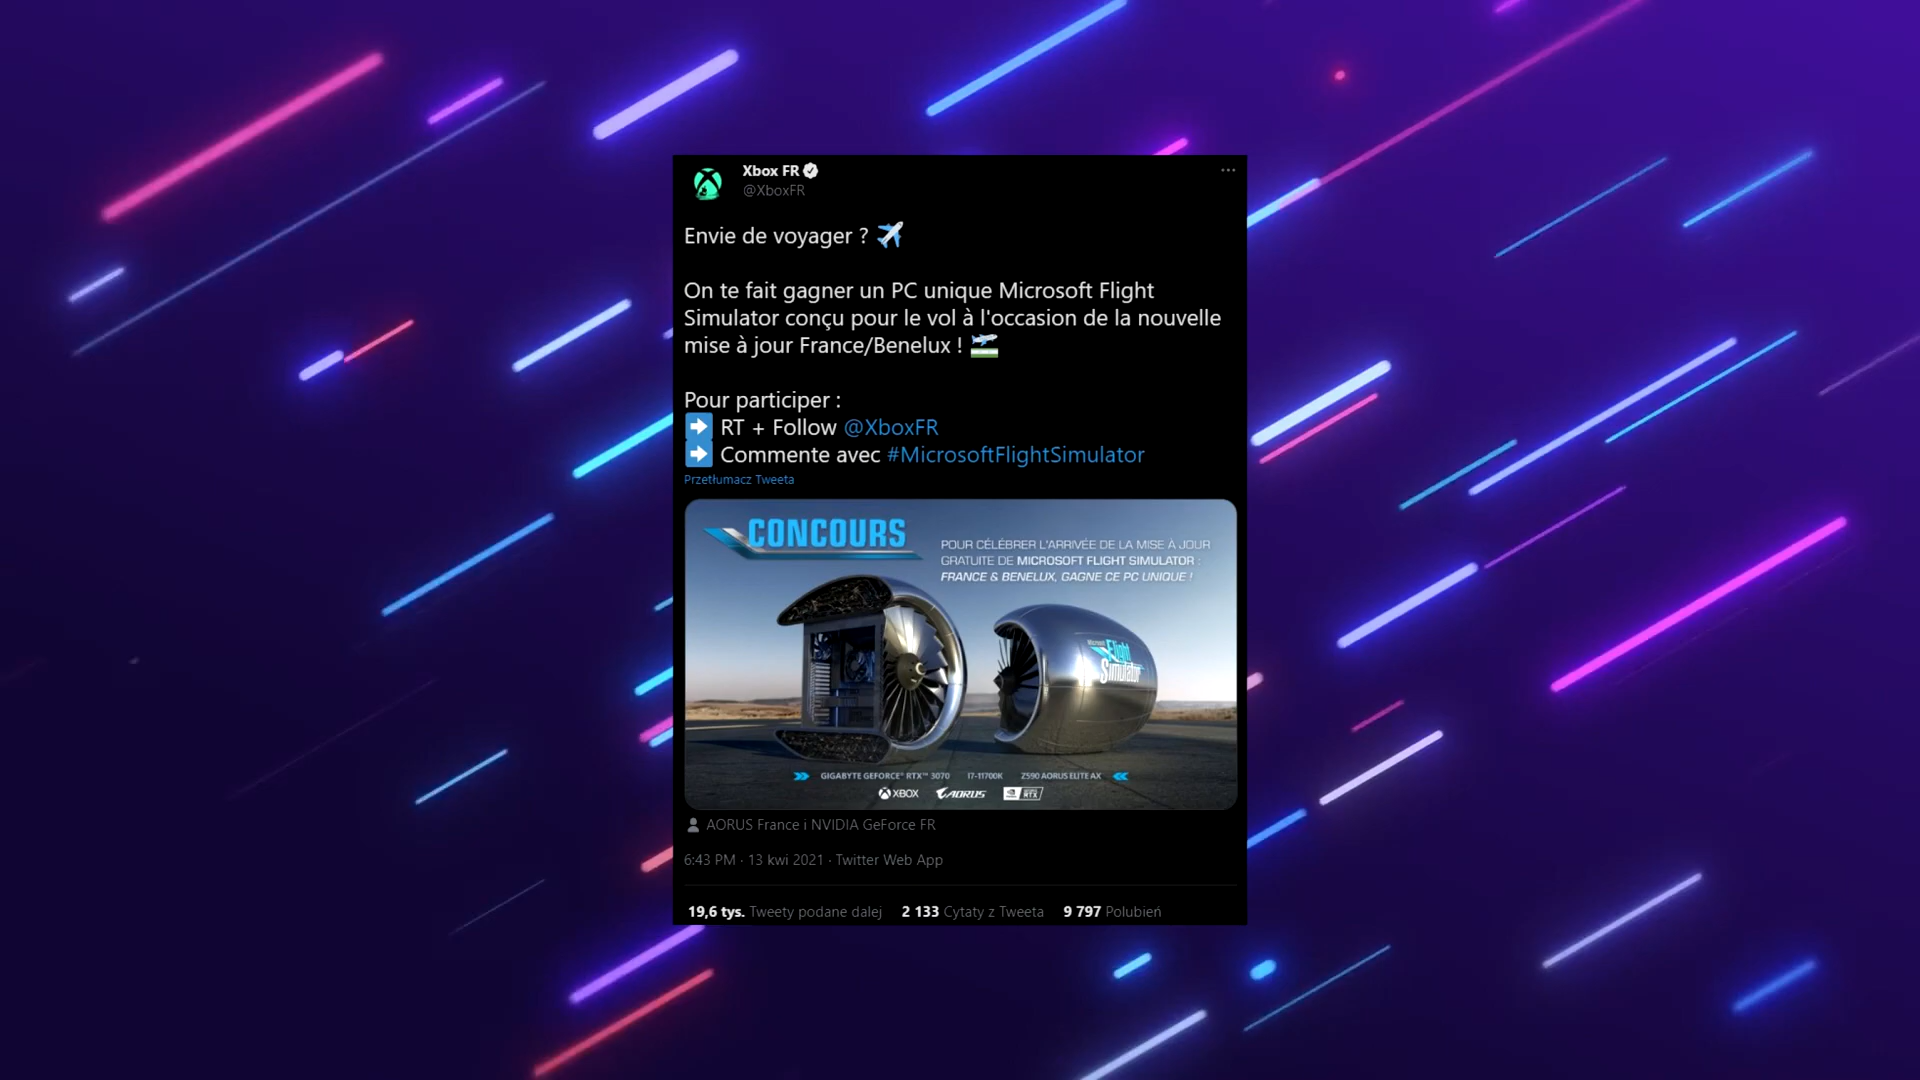 Xbox FR
@XboxFR
Envie de voyager ?
On te fait gagner un PC unique Microsoft Flight
Simulator conçu pour le vol à l'occasion de la nouvelle
mise à jour France/Benelux !
Pour participer :
RT + Follow @XboxFR
Commente avec #MicrosoftFlightSimulator
Przetłumacz Tweeta
CONCOURS
POUR CÉLÉBRER L'ARRIVÉE DE LA MISE À JOUR
GRATUITE DE MICROSOFT FLIGHT SIMULATOR :
FRANCE & BENELUX, GAGNE CE PC UNIQUE !
Microsoft
Flight
Simulator
GIGABYTE GEFORCE® RTX™ 3070 I7-11700K Z590 AORUS ELITE AX
XBOX AORUS RTX
AORUS France i NVIDIA GeForce FR
6:43 PM · 13 kwi 2021 · Twitter Web App
19,6 tys. Tweety podane dalej 2 133 Cytaty z Tweeta 9 797 Polubień